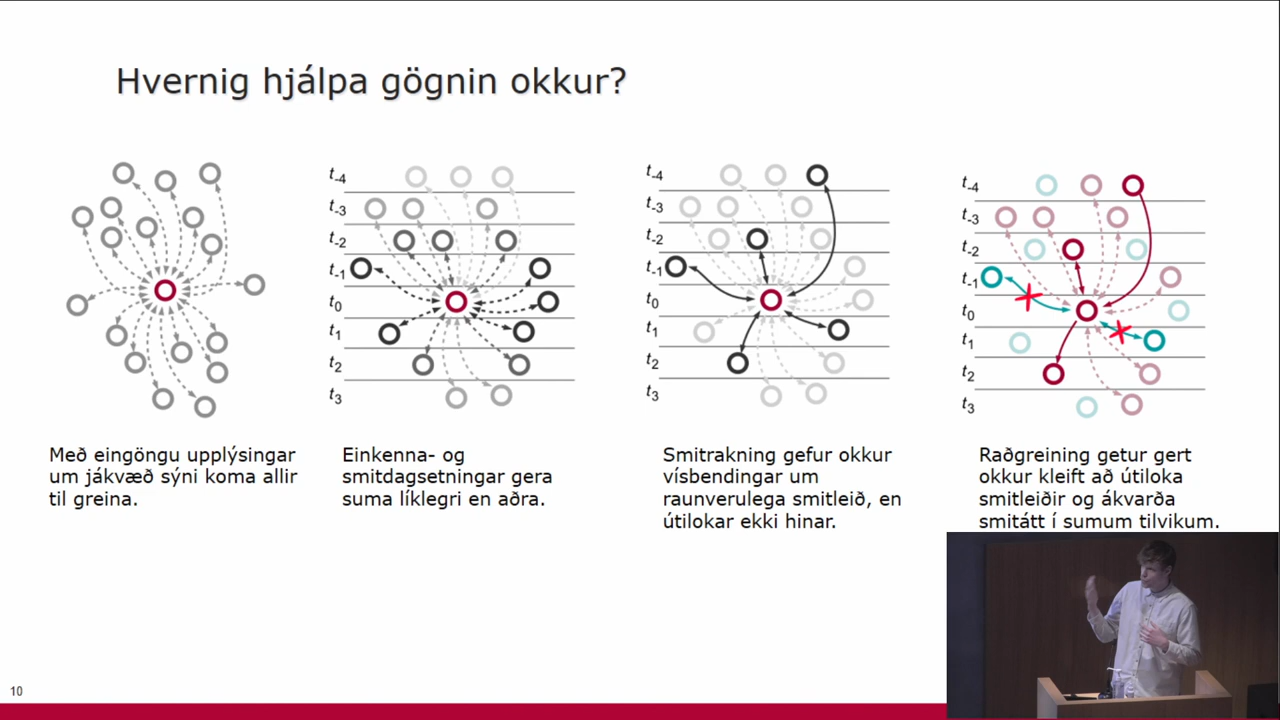 Hvernig hjálpa gögnin okkur?
t-4
t-3
t-2
t-1
t0
t1
t2
t3
t-4
t-3
t-2
t-1
t0
t1
t2
t3
t-4
t-3
t-2
t-1
t0
t1
t2
t3
Með eingöngu upplýsingar
um jákvæð sýni koma allir
til greina.
Einkenna- og
smitdagsetningar gera
suma líklegri en aðra.
Smitrakning gefur okkur
vísbendingar um
raunverulega smitleið, en
útilokar ekki hinar.
Raðgreining getur gert
okkur kleift að útiloka
smitleiðir og ákvarða
smitátt í sumum tilvikum.
10